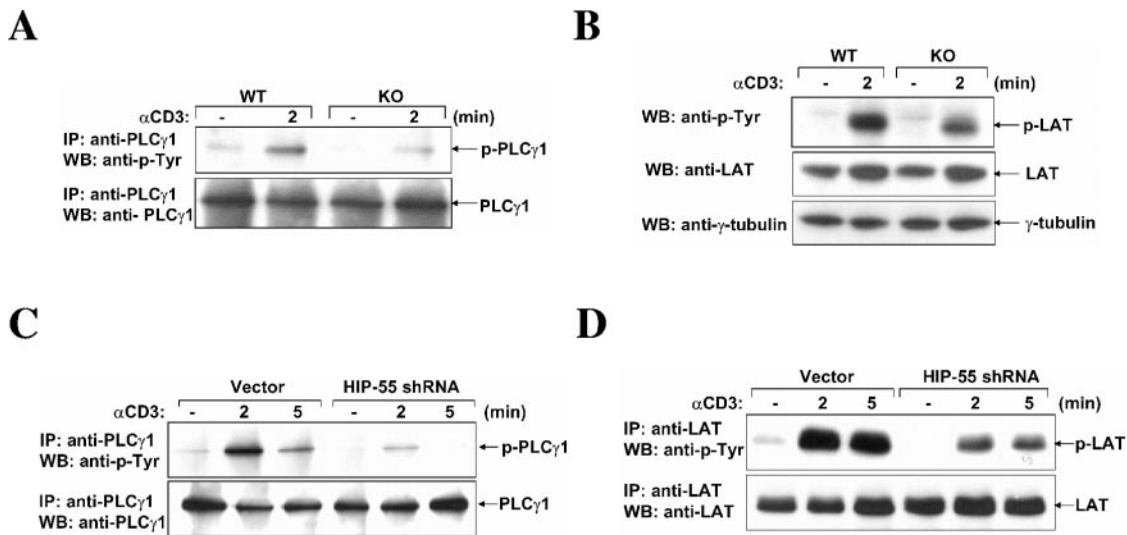 A
WT KO
αCD3: - 2 - 2 (min)
IP: anti-PLCγ1
WB: anti-p-Tyr
p-PLCγ1
IP: anti-PLCγ1
WB: anti- PLCγ1
PLCγ1
B
WT KO
αCD3: - 2 - 2 (min)
WB: anti-p-Tyr
p-LAT
WB: anti-LAT
LAT
WB: anti-γ-tubulin
γ-tubulin
C
Vector HIP-55 shRNA
αCD3: - 2 5 - 2 5 (min)
IP: anti-PLCγ1
WB: anti-p-Tyr
p-PLCγ1
IP: anti-PLCγ1
WB: anti-PLCγ1
PLCγ1
D
Vector HIP-55 shRNA
αCD3: - 2 5 - 2 5 (min)
IP: anti-LAT
WB: anti-p-Tyr
p-LAT
IP: anti-LAT
WB: anti-LAT
LAT